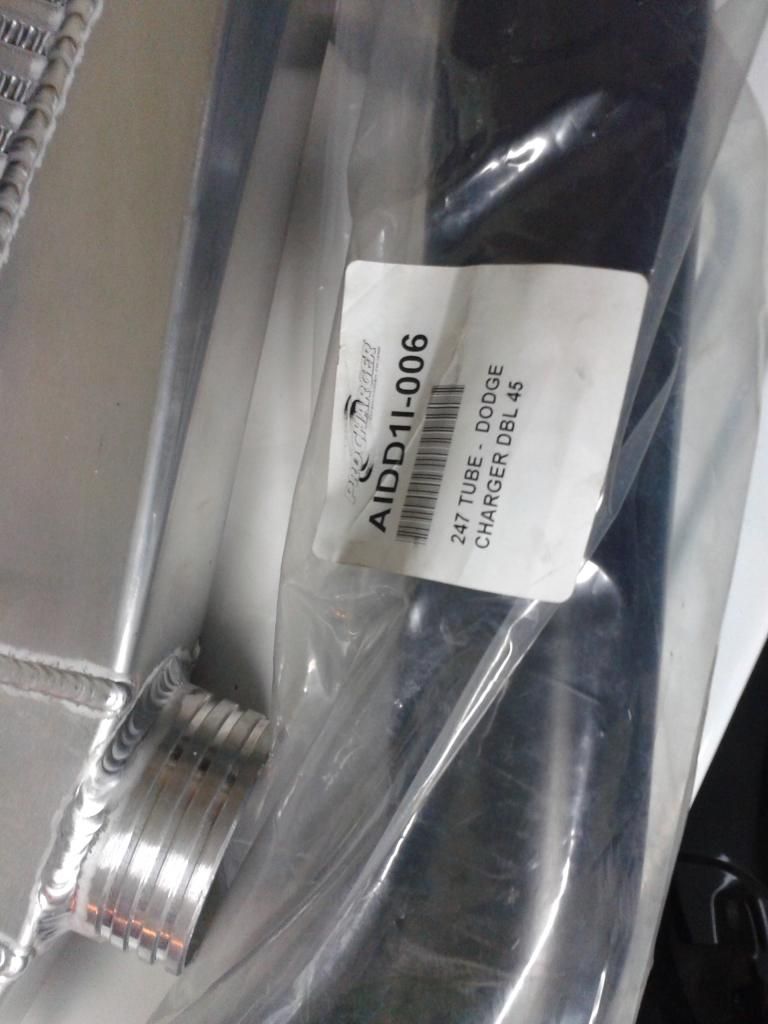 PROCHARGER
AIDD1I-006
247 TUBE - DODGE
CHARGER DBL 45